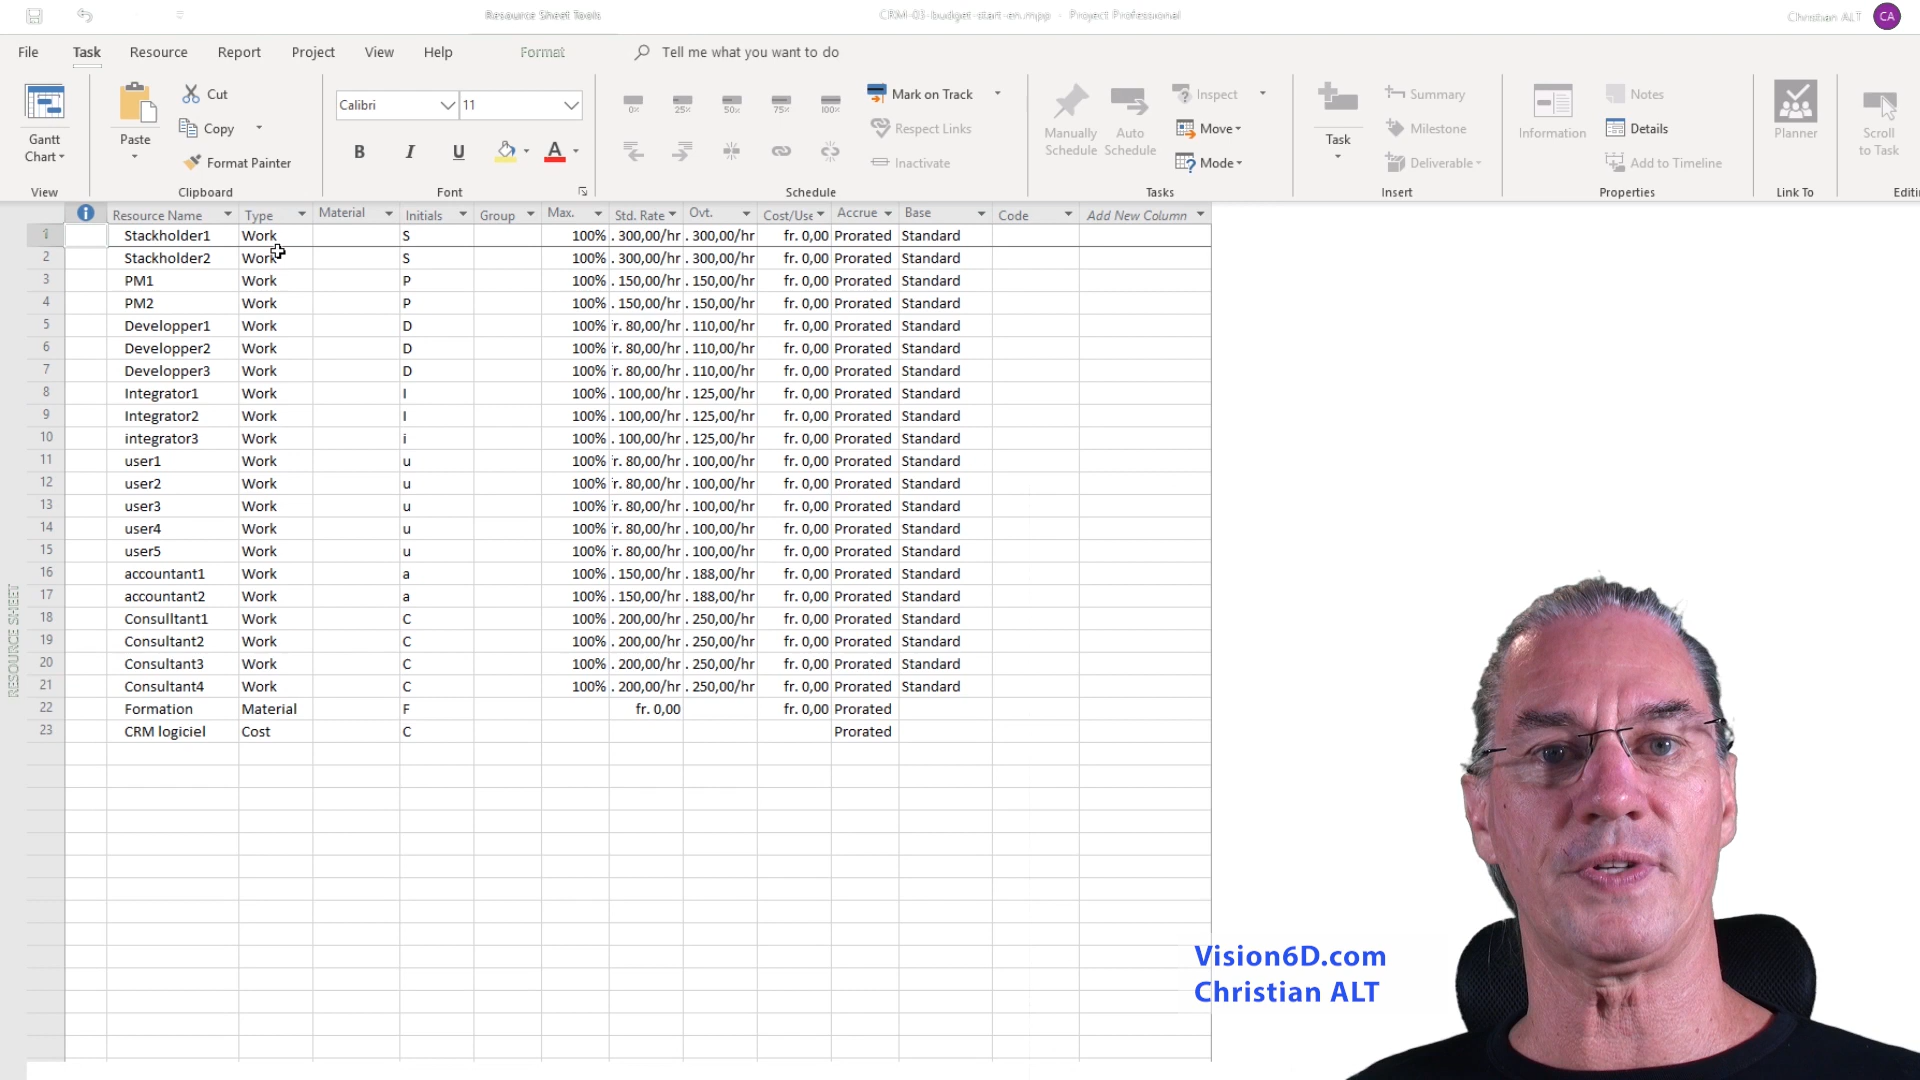 Resource Sheet Tools
CRM-03-budget-start-en.mpp - Project Professional
Christian ALT CA
File Task Resource Report Project View Help Format Tell me what you want to do
Gantt Chart
Paste
Cut
Copy
Format Painter
Calibri 11
B I U A
0% 25% 50% 75% 100%
Mark on Track
Respect Links
Inactivate
Manually Schedule
Auto Schedule
Inspect
Move
Mode
Task
Summary
Milestone
Deliverable
Information
Notes
Details
Add to Timeline
Planner
Scroll to Task
View Clipboard Font Schedule Tasks Insert Properties Link To Editi
Resource Name Type Material Initials Group Max. Std. Rate Ovt. Cost/Use Accrue Base Code Add New Column
1 Stackholder1 Work S 100% . 300,00/hr . 300,00/hr fr. 0,00 Prorated Standard
2 Stackholder2 Work S 100% . 300,00/hr . 300,00/hr fr. 0,00 Prorated Standard
3 PM1 Work P 100% . 150,00/hr . 150,00/hr fr. 0,00 Prorated Standard
4 PM2 Work P 100% . 150,00/hr . 150,00/hr fr. 0,00 Prorated Standard
5 Developper1 Work D 100% r. 80,00/hr . 110,00/hr fr. 0,00 Prorated Standard
6 Developper2 Work D 100% r. 80,00/hr . 110,00/hr fr. 0,00 Prorated Standard
7 Developper3 Work D 100% r. 80,00/hr . 110,00/hr fr. 0,00 Prorated Standard
8 Integrator1 Work I 100% . 100,00/hr . 125,00/hr fr. 0,00 Prorated Standard
9 Integrator2 Work I 100% . 100,00/hr . 125,00/hr fr. 0,00 Prorated Standard
10 integrator3 Work i 100% . 100,00/hr . 125,00/hr fr. 0,00 Prorated Standard
11 user1 Work u 100% r. 80,00/hr . 100,00/hr fr. 0,00 Prorated Standard
12 user2 Work u 100% r. 80,00/hr . 100,00/hr fr. 0,00 Prorated Standard
13 user3 Work u 100% r. 80,00/hr . 100,00/hr fr. 0,00 Prorated Standard
14 user4 Work u 100% r. 80,00/hr . 100,00/hr fr. 0,00 Prorated Standard
15 user5 Work u 100% r. 80,00/hr . 100,00/hr fr. 0,00 Prorated Standard
16 accountant1 Work a 100% . 150,00/hr . 188,00/hr fr. 0,00 Prorated Standard
17 accountant2 Work a 100% . 150,00/hr . 188,00/hr fr. 0,00 Prorated Standard
18 Consulltant1 Work C 100% . 200,00/hr . 250,00/hr fr. 0,00 Prorated Standard
19 Consultant2 Work C 100% . 200,00/hr . 250,00/hr fr. 0,00 Prorated Standard
20 Consultant3 Work C 100% . 200,00/hr . 250,00/hr fr. 0,00 Prorated Standard
21 Consultant4 Work C 100% . 200,00/hr . 250,00/hr fr. 0,00 Prorated Standard
22 Formation Material F fr. 0,00 fr. 0,00 Prorated
23 CRM logiciel Cost C Prorated
RESOURCE SHEET
Vision6D.com
Christian ALT